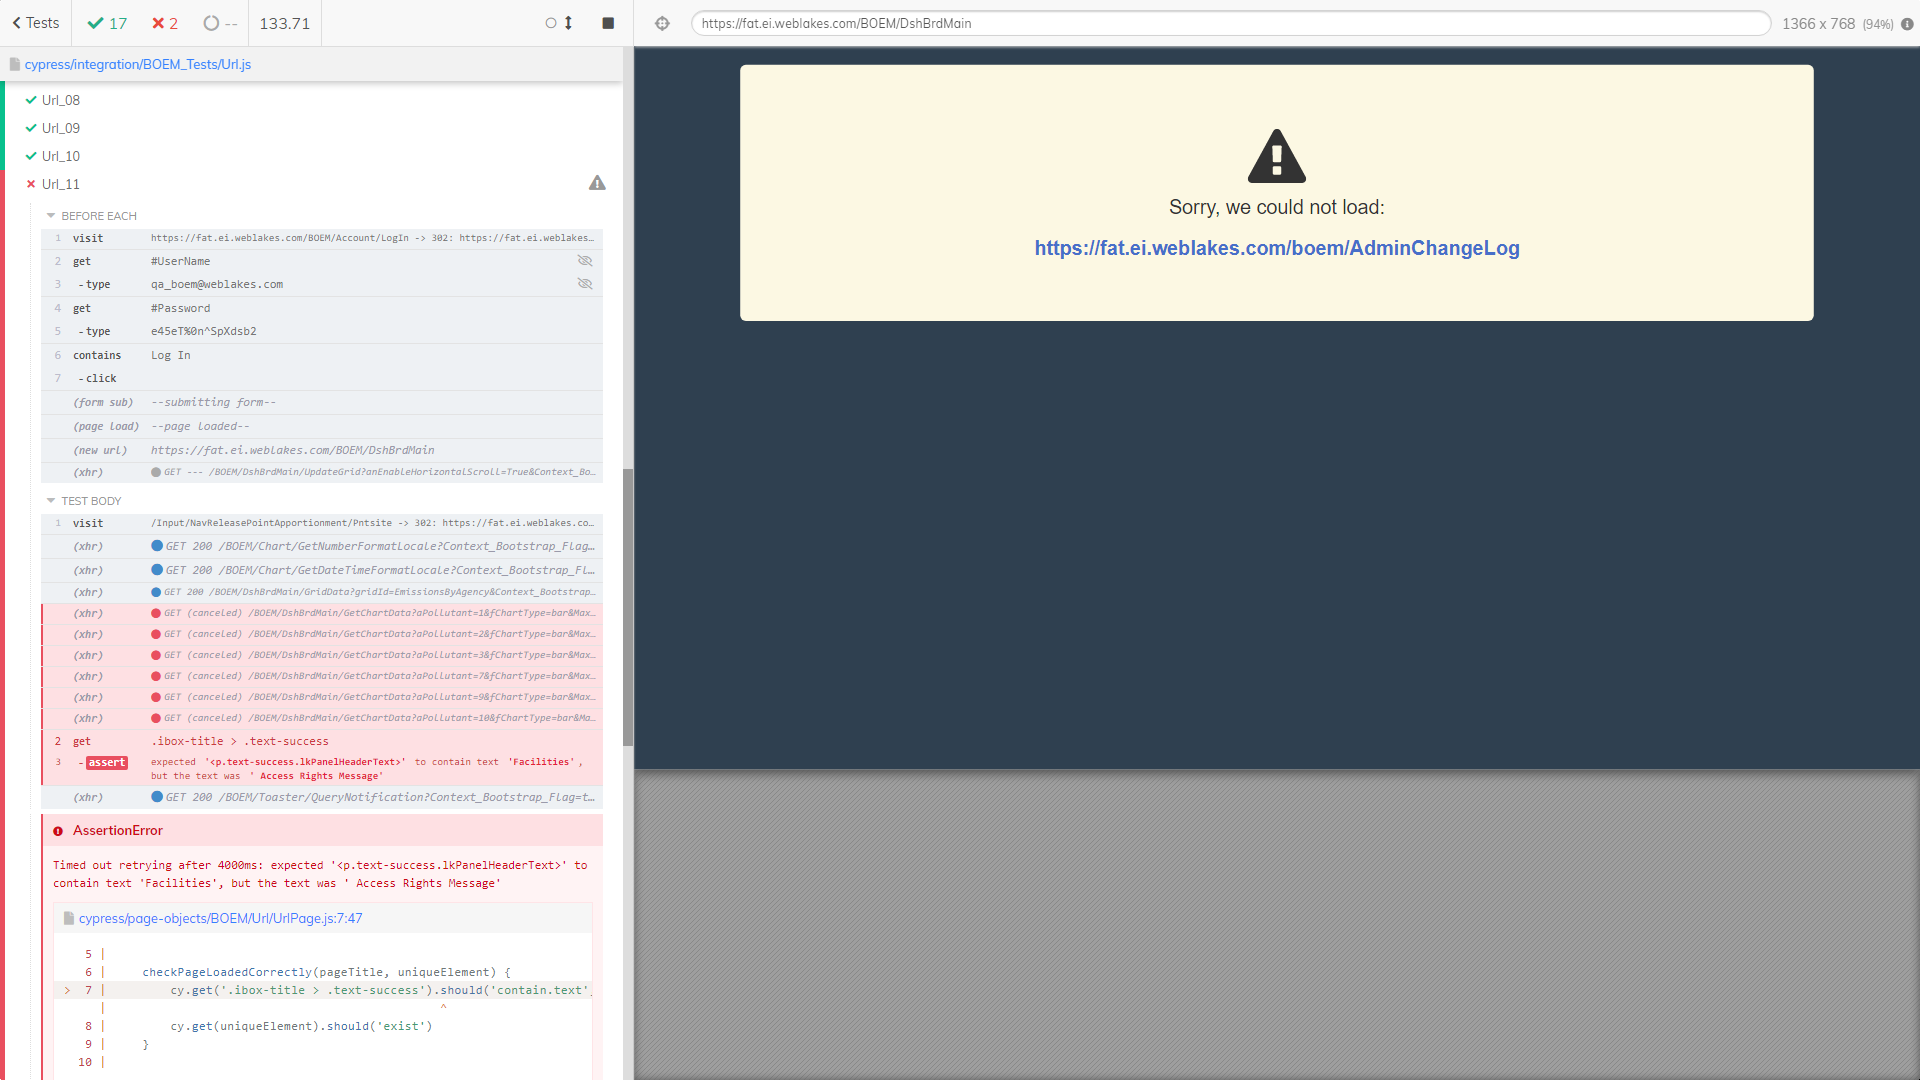 Tests
17
2
--
133.71
https://fat.ei.weblakes.com/BOEM/DshBrdMain
1366 x 768 (94%)
cypress/integration/BOEM_Tests/Url.js
Url_08
Url_09
Url_10
Url_11
BEFORE EACH
1 visit https://fat.ei.weblakes.com/BOEM/Account/LogIn -> 302: https://fat.ei.weblakes…
2 get #UserName
3 -type qa_boem@weblakes.com
4 get #Password
5 -type e45eT%0n^SpXdsb2
6 contains Log In
7 -click
(form sub) --submitting form--
(page load) --page loaded--
(new url) https://fat.ei.weblakes.com/BOEM/DshBrdMain
(xhr) GET --- /BOEM/DshBrdMain/UpdateGrid?anEnableHorizontalScroll=True&Context_Bo…
TEST BODY
1 visit /Input/NavReleasePointApportionment/Pntsite -> 302: https://fat.ei.weblakes.co…
(xhr) GET 200 /BOEM/Chart/GetNumberFormatLocale?Context_Bootstrap_Flag…
(xhr) GET 200 /BOEM/Chart/GetDateTimeFormatLocale?Context_Bootstrap_Fl…
(xhr) GET 200 /BOEM/DshBrdMain/GridData?gridId=EmissionsByAgency&Context_Bootstrap…
(xhr) GET (canceled) /BOEM/DshBrdMain/GetChartData?aPollutant=1&fChartType=bar&Max…
(xhr) GET (canceled) /BOEM/DshBrdMain/GetChartData?aPollutant=2&fChartType=bar&Max…
(xhr) GET (canceled) /BOEM/DshBrdMain/GetChartData?aPollutant=3&fChartType=bar&Max…
(xhr) GET (canceled) /BOEM/DshBrdMain/GetChartData?aPollutant=7&fChartType=bar&Max…
(xhr) GET (canceled) /BOEM/DshBrdMain/GetChartData?aPollutant=9&fChartType=bar&Max…
(xhr) GET (canceled) /BOEM/DshBrdMain/GetChartData?aPollutant=10&fChartType=bar&Ma…
2 get .ibox-title > .text-success
3 -assert expected '<p.text-success.lkPanelHeaderText>' to contain text 'Facilities',
but the text was ' Access Rights Message'
(xhr) GET 200 /BOEM/Toaster/QueryNotification?Context_Bootstrap_Flag=t…
AssertionError
Timed out retrying after 4000ms: expected '<p.text-success.lkPanelHeaderText>' to
contain text 'Facilities', but the text was ' Access Rights Message'
cypress/page-objects/BOEM/Url/UrlPage.js:7:47
5 |
6 | checkPageLoadedCorrectly(pageTitle, uniqueElement) {
> 7 | cy.get('.ibox-title > .text-success').should('contain.text'
| ^
8 | cy.get(uniqueElement).should('exist')
9 | }
10 |
Sorry, we could not load:
https://fat.ei.weblakes.com/boem/AdminChangeLog